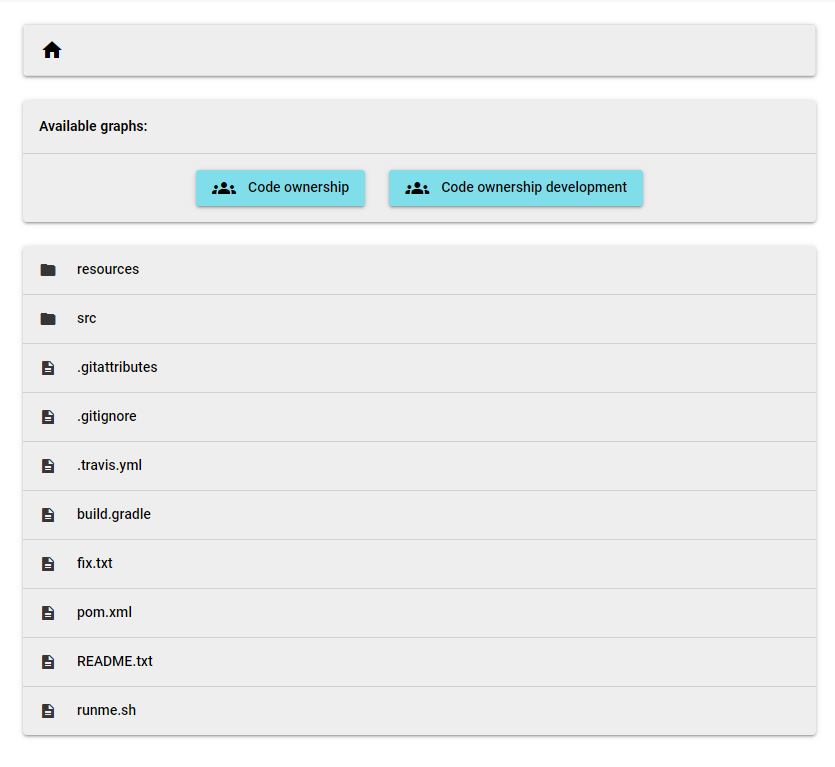 Available graphs:
Code ownership
Code ownership development
resources
src
.gitattributes
.gitignore
.travis.yml
build.gradle
fix.txt
pom.xml
README.txt
runme.sh